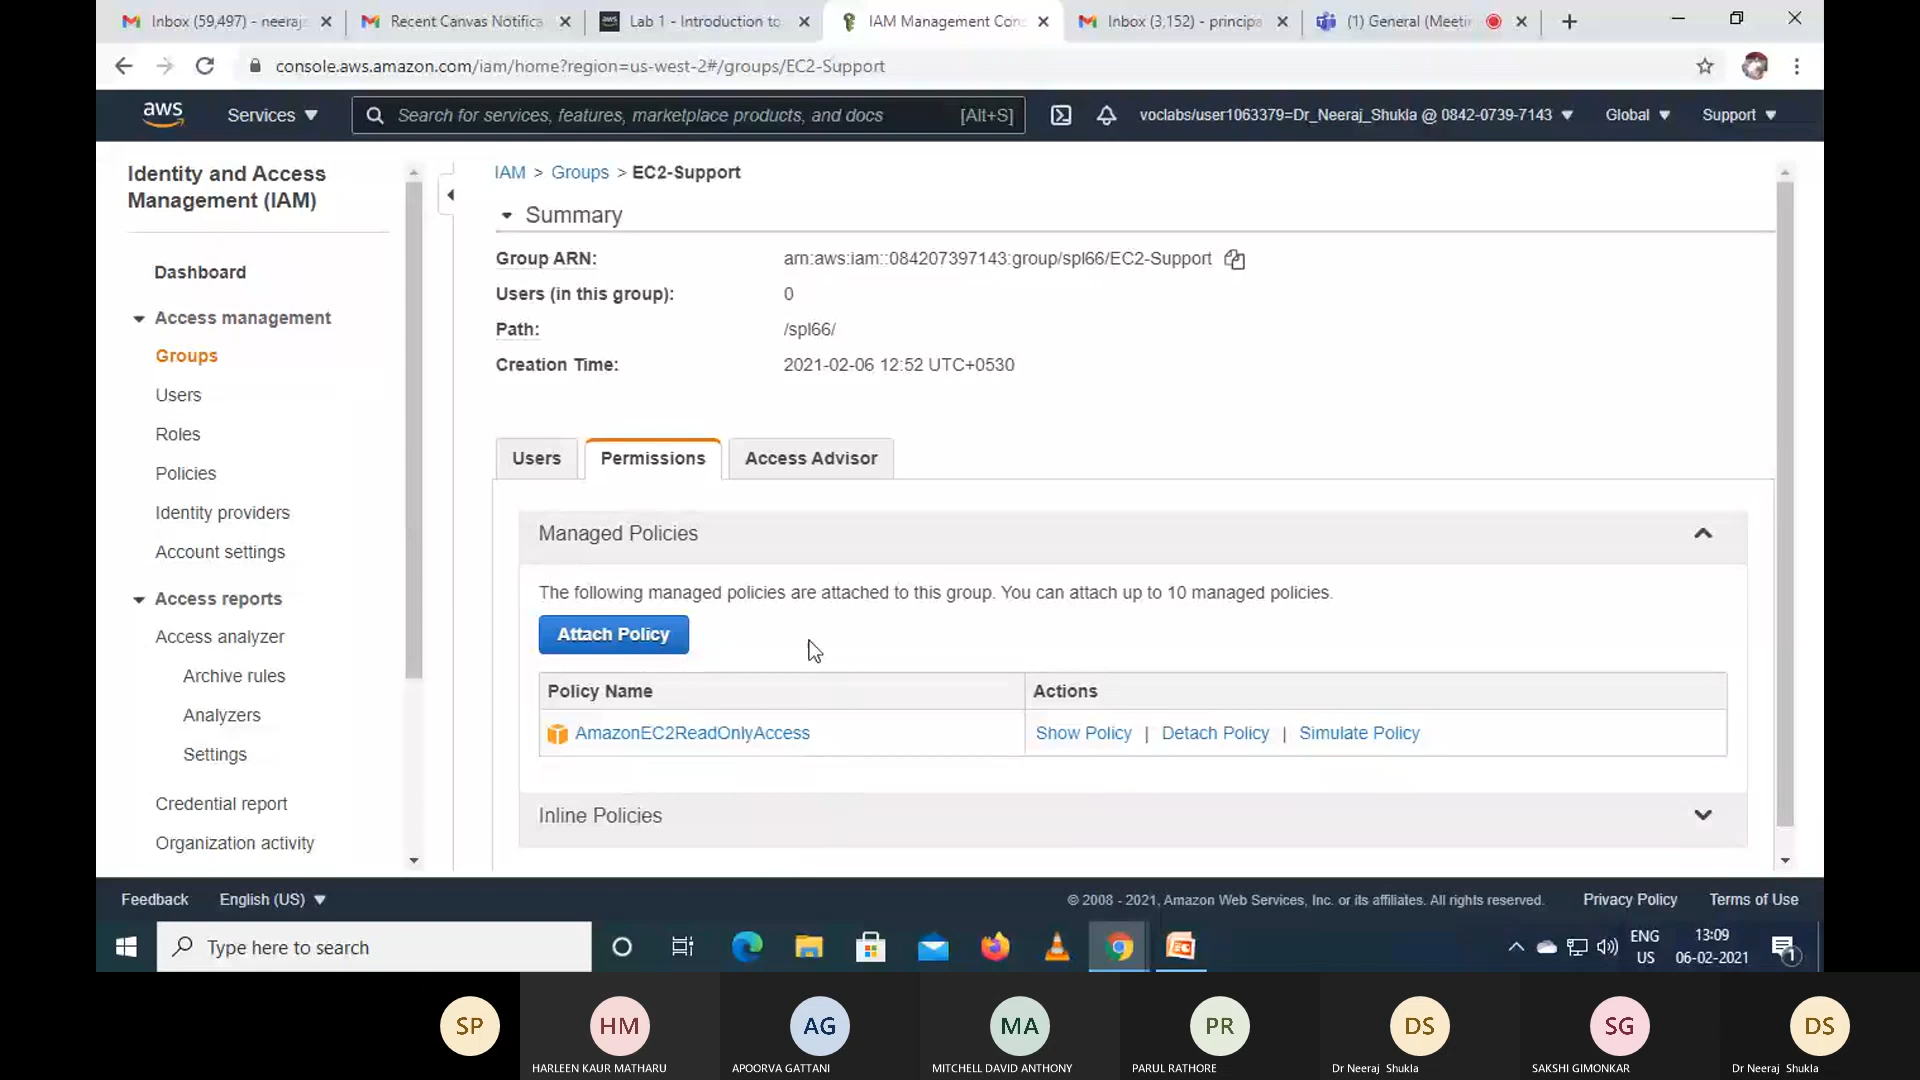 Inbox (59,497) - neeraj
Recent Canvas Notifica
Lab 1 - Introduction to
IAM Management Con
Inbox (3,152) - principa
(1) General (Meeti
console.aws.amazon.com/iam/home?region=us-west-2#/groups/EC2-Support
aws
Services
Search for services, features, marketplace products, and docs
[Alt+S]
voclabs/user1063379=Dr_Neeraj_Shukla @ 0842-0739-7143
Global
Support
Identity and Access
Management (IAM)
Dashboard
Access management
Groups
Users
Roles
Policies
Identity providers
Account settings
Access reports
Access analyzer
Archive rules
Analyzers
Settings
Credential report
Organization activity
IAM > Groups > EC2-Support
Summary
Group ARN: arn:aws:iam::084207397143:group/spl66/EC2-Support
Users (in this group): 0
Path: /spl66/
Creation Time: 2021-02-06 12:52 UTC+0530
Users
Permissions
Access Advisor
Managed Policies
The following managed policies are attached to this group. You can attach up to 10 managed policies.
Attach Policy
Policy Name Actions
AmazonEC2ReadOnlyAccess Show Policy | Detach Policy | Simulate Policy
Inline Policies
Feedback
English (US)
© 2008 - 2021, Amazon Web Services, Inc. or its affiliates. All rights reserved.
Privacy Policy
Terms of Use
Type here to search
ENG
US
13:09
06-02-2021
1
SP
HM
AG
MA
PR
DS
SG
DS
HARLEEN KAUR MATHARU
APOORVA GATTANI
MITCHELL DAVID ANTHONY
PARUL RATHORE
Dr Neeraj Shukla
SAKSHI GIMONKAR
Dr Neeraj Shukla